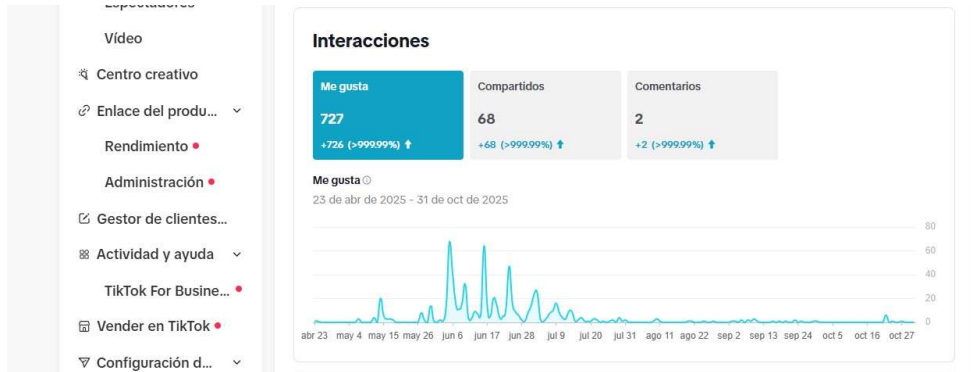 Espectadores
Vídeo
Centro creativo
Enlace del produ...
Rendimiento
Administración
Gestor de clientes...
Actividad y ayuda
TikTok For Busine...
Vender en TikTok
Configuración d...
Interacciones
Me gusta
727
+726 (>999.99%)
Compartidos
68
+68 (>999.99%)
Comentarios
2
+2 (>999.99%)
Me gusta
23 de abr de 2025 - 31 de oct de 2025
80
60
40
20
0
abr 23 may 4 may 15 may 26 jun 6 jun 17 jun 28 jul 9 jul 20 jul 31 ago 11 ago 22 sep 2 sep 13 sep 24 oct 5 oct 16 oct 27